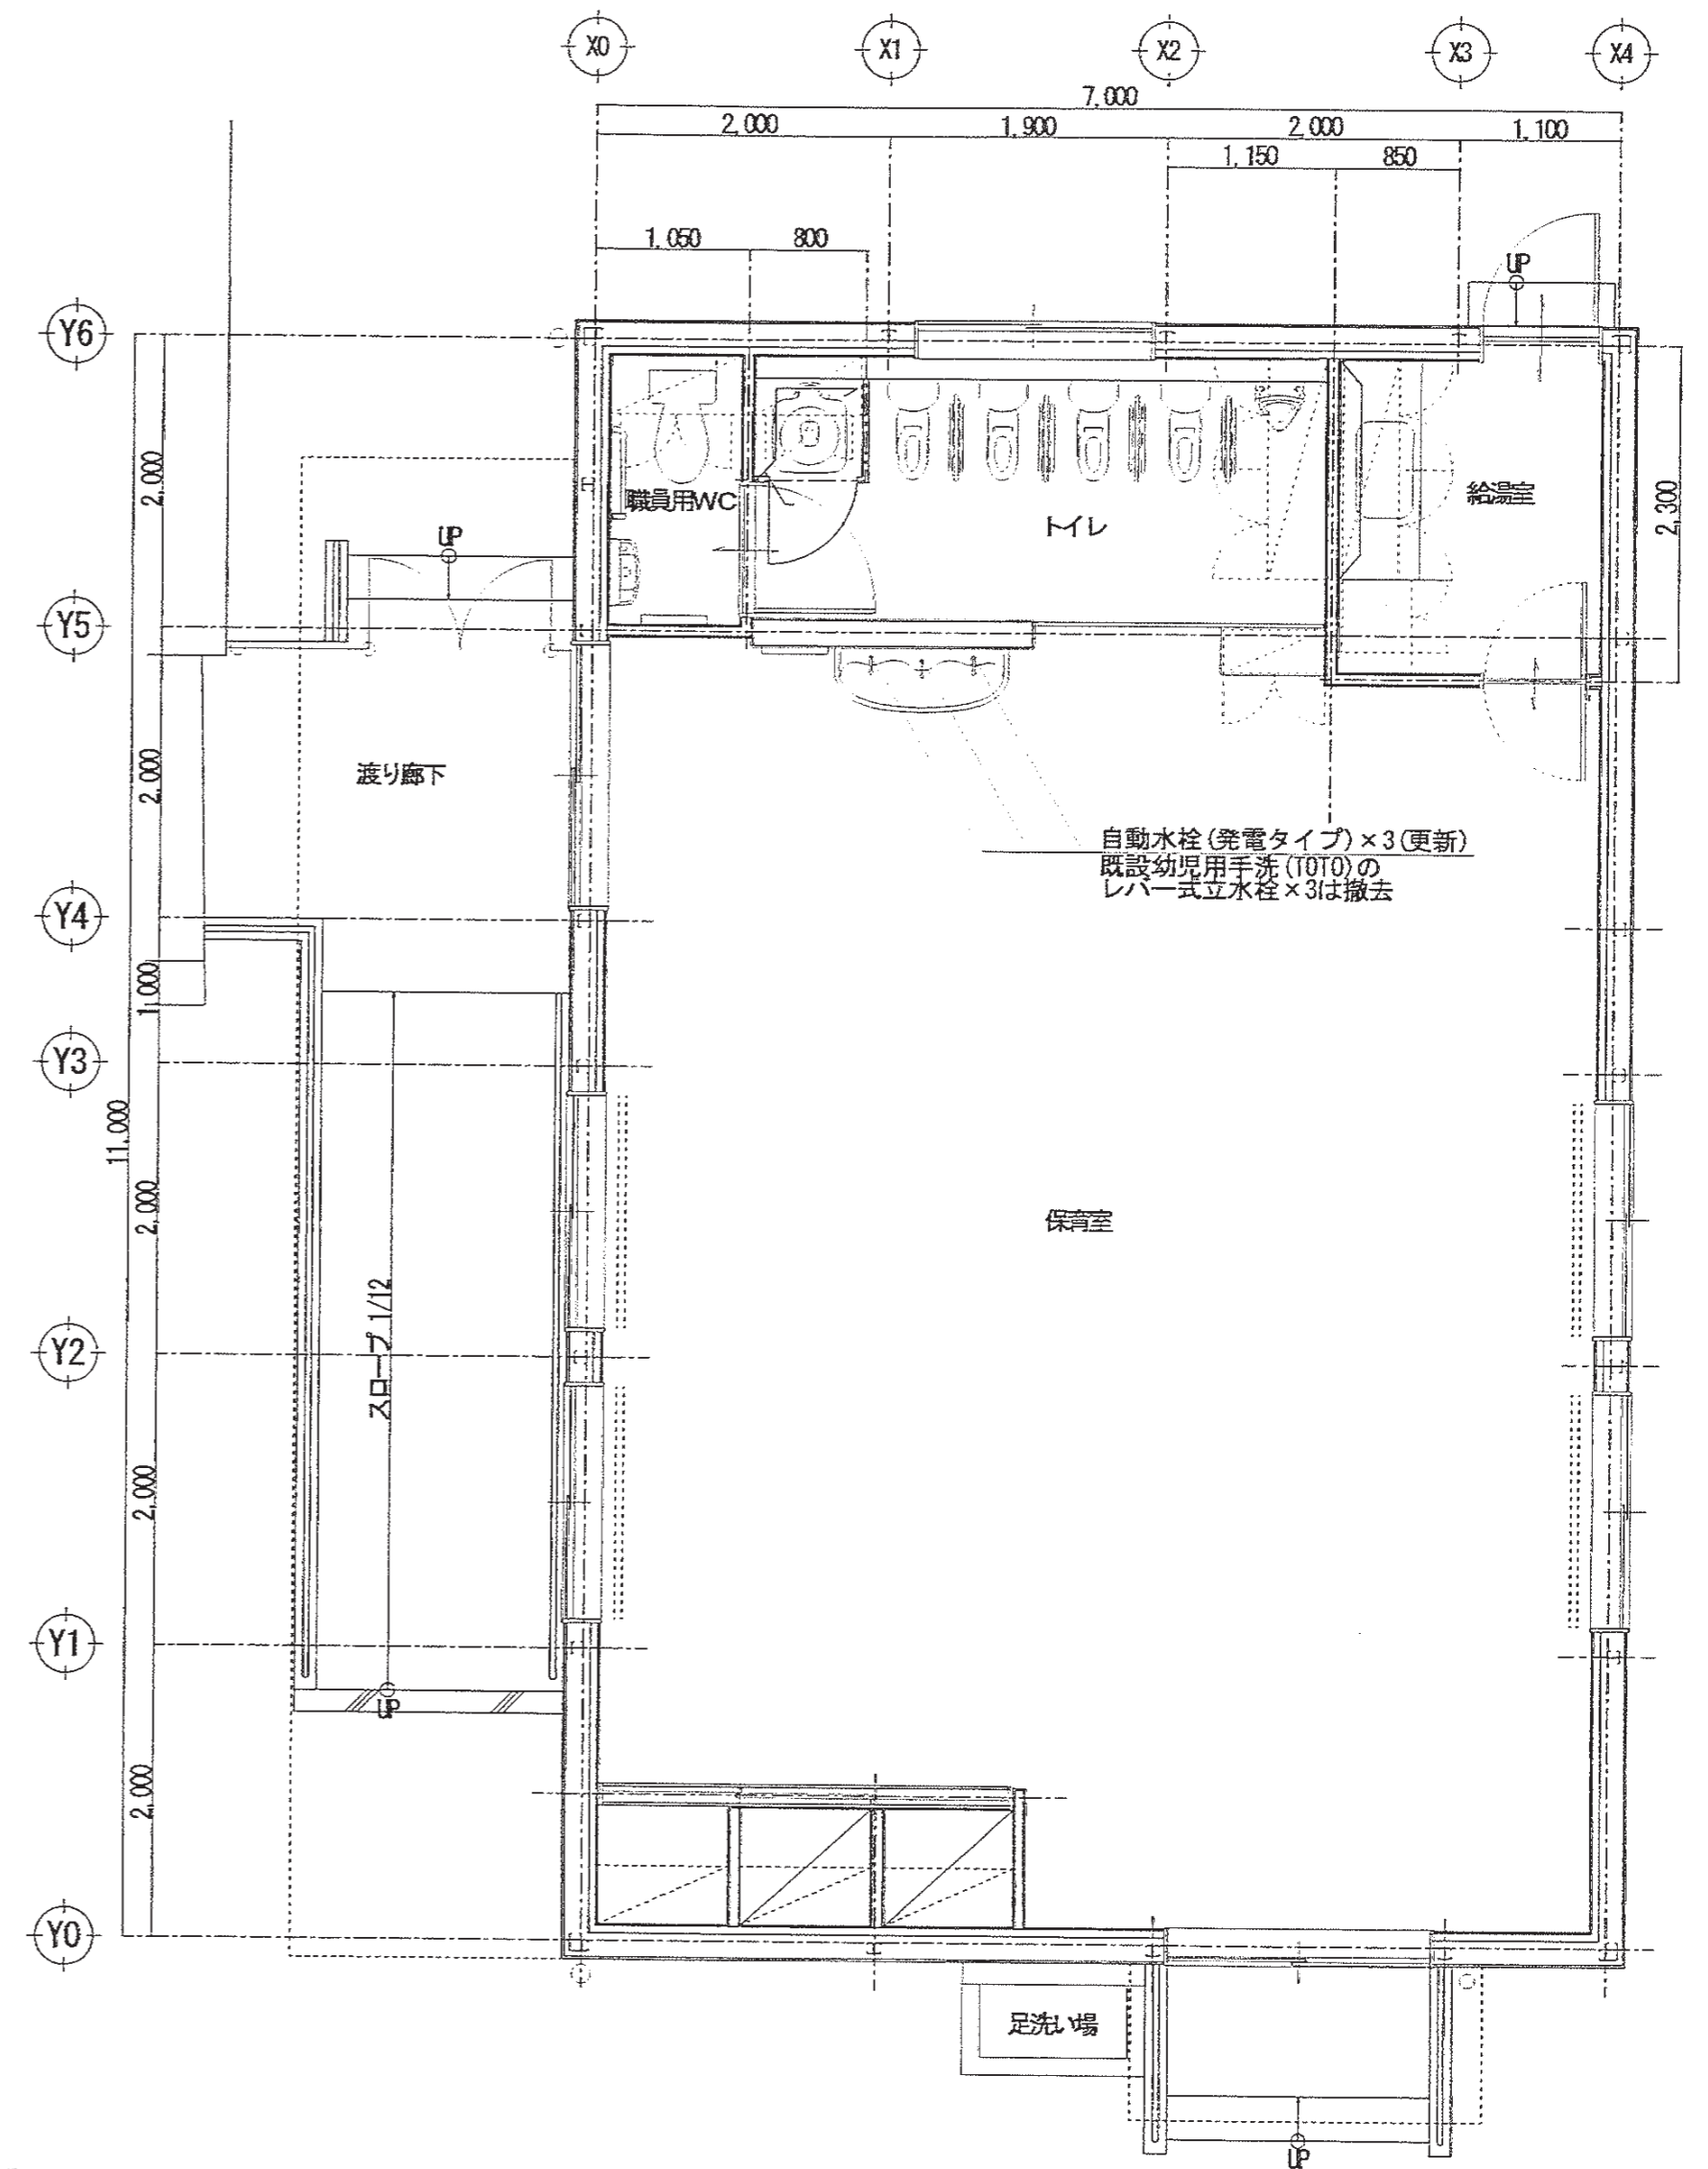 X0 X1 X2 X3 X4
7,000
2,000 1,900 2,000 1,100
1,150 850
1,050 800
UP
Y6
2,000
職員用WC
トイレ
給湯室
2,300
UP
Y5
2,000
渡り廊下
自動水栓(発電タイプ)×3(更新)
既設幼児用手洗(TOTO)の
レバー式立水栓×3は撤去
Y4
1,000
Y3
11,000
2,000
保育室
スロープ 1/12
Y2
2,000
Y1
UP
2,000
Y0
足洗い場
UP